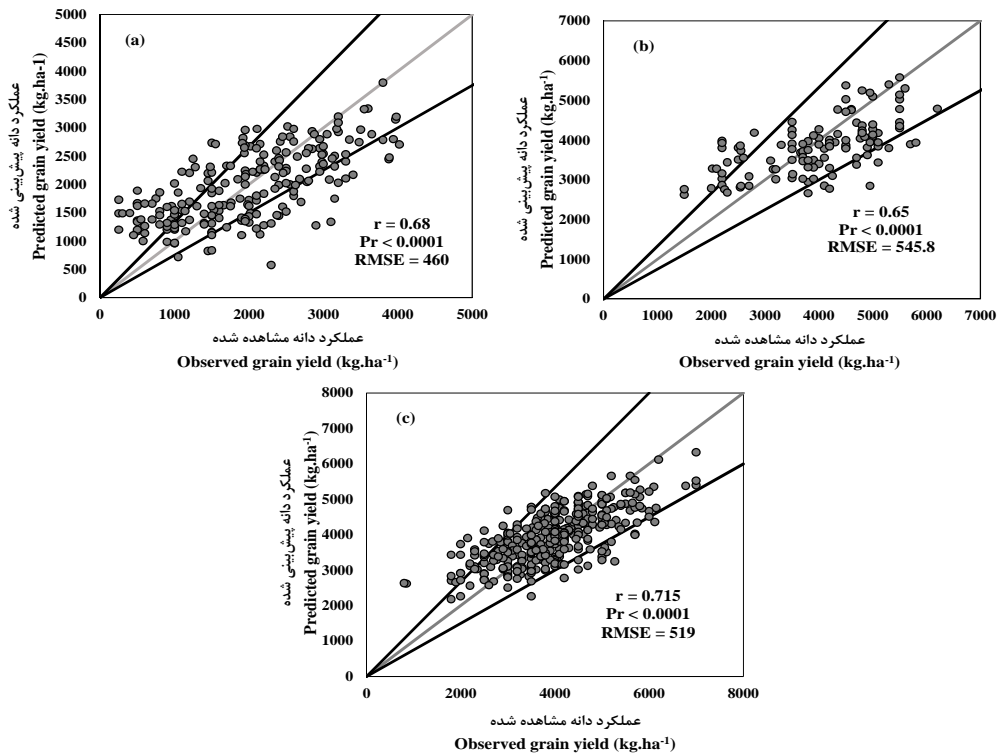 (a)
5000
4500
4000
3500
3000
2500
2000
1500
1000
500
0
0 1000 2000 3000 4000 5000
عملکرد دانه پیش‌بینی شده
Predicted grain yield (kg.ha-1)
r = 0.68
Pr < 0.0001
RMSE = 460
عملکرد دانه مشاهده شده
Observed grain yield (kg.ha-1)
(b)
7000
6000
5000
4000
3000
2000
1000
0
0 1000 2000 3000 4000 5000 6000 7000
عملکرد دانه پیش‌بینی شده
Predicted grain yield (kg.ha-1)
r = 0.65
Pr < 0.0001
RMSE = 545.8
عملکرد دانه مشاهده شده
Observed grain yield (kg.ha-1)
(c)
8000
7000
6000
5000
4000
3000
2000
1000
0
0 2000 4000 6000 8000
عملکرد دانه پیش‌بینی شده
Predicted grain yield (kg.ha-1)
r = 0.715
Pr < 0.0001
RMSE = 519
عملکرد دانه مشاهده شده
Observed grain yield (kg.ha-1)